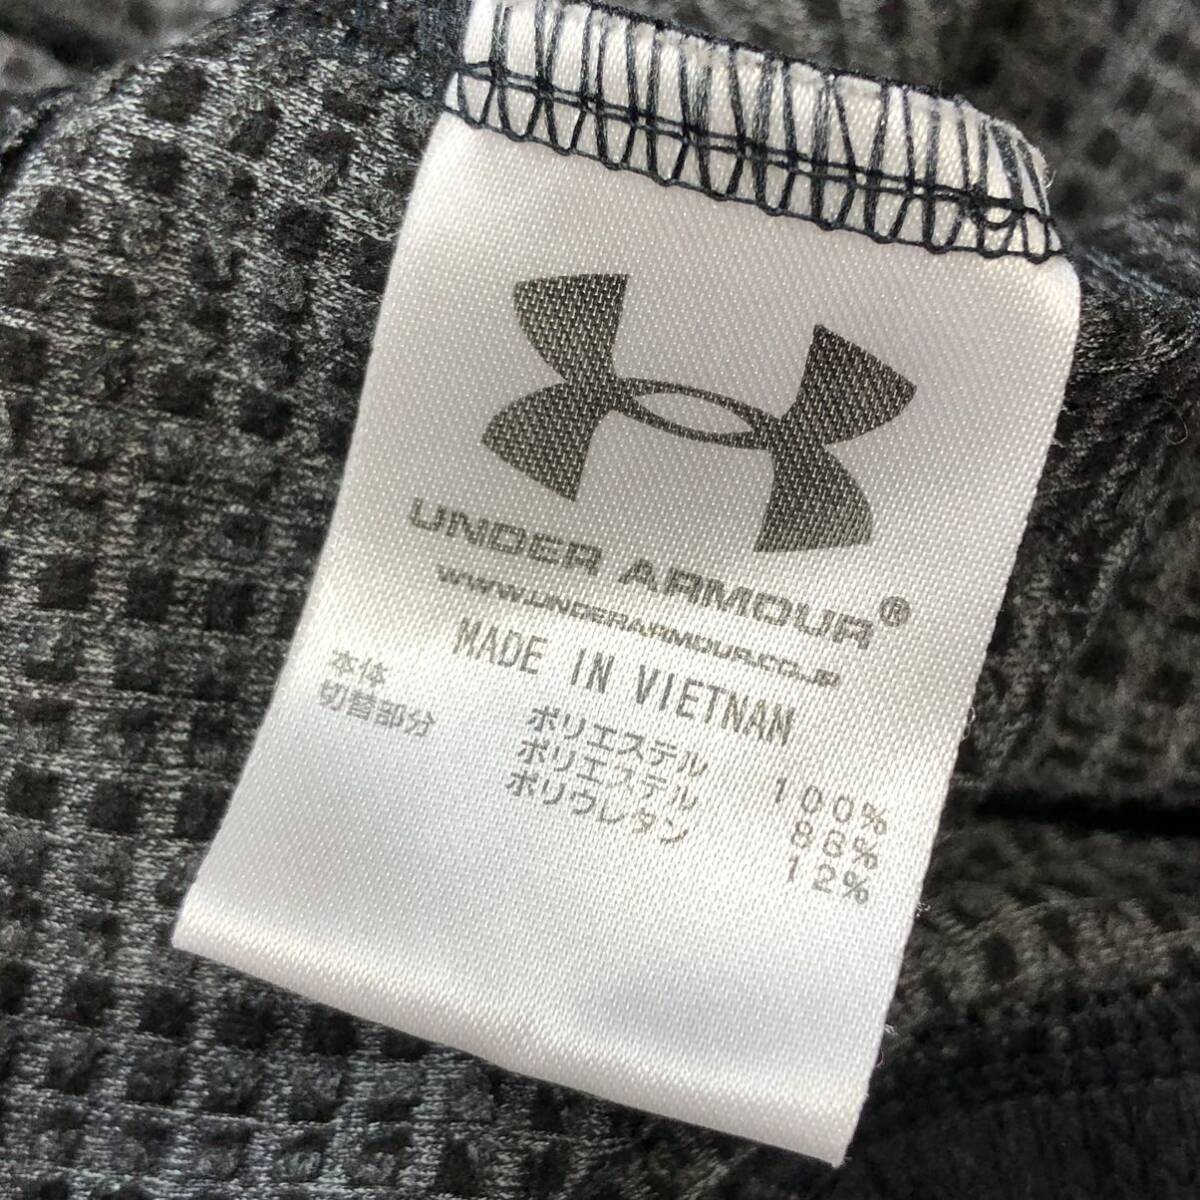 UNDER ARMOUR®
WWW.UNDERARMOUR.CO.JP
MADE IN VIETNAM
本体 ポリエステル 100%
切替部分 ポリエステル 88%
ポリウレタン 12%